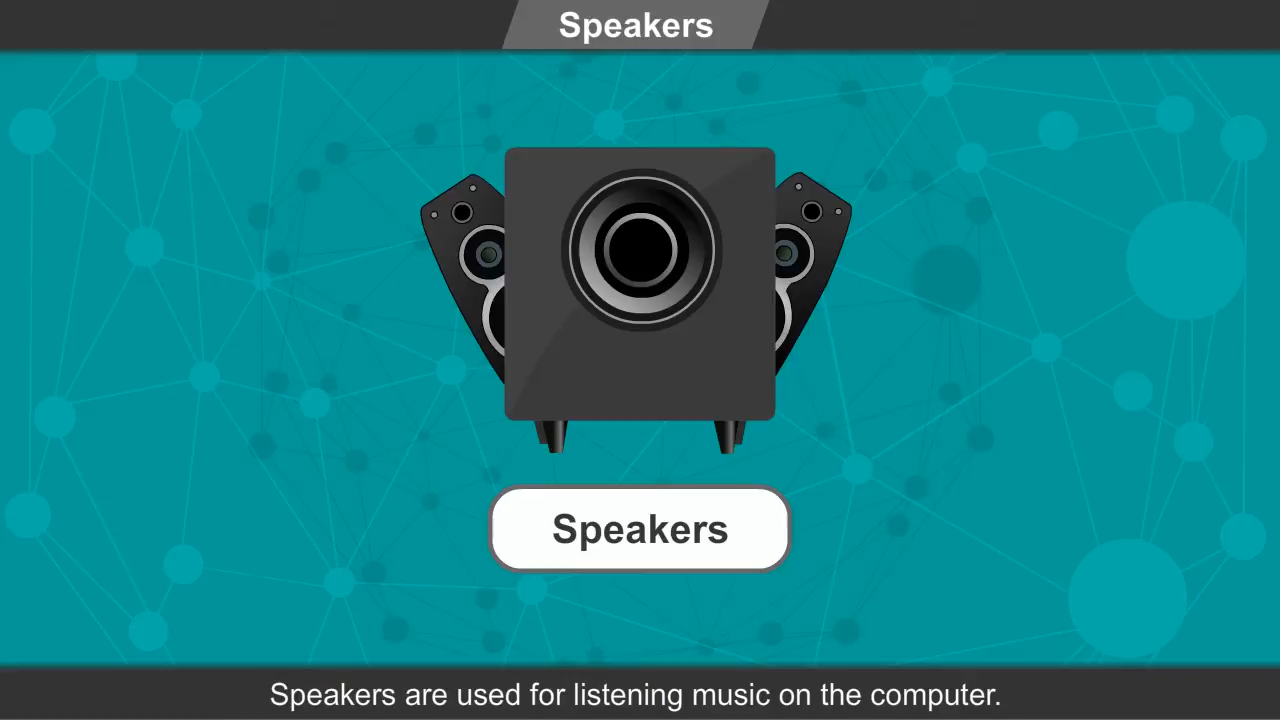 Speakers
Speakers
Speakers are used for listening music on the computer.